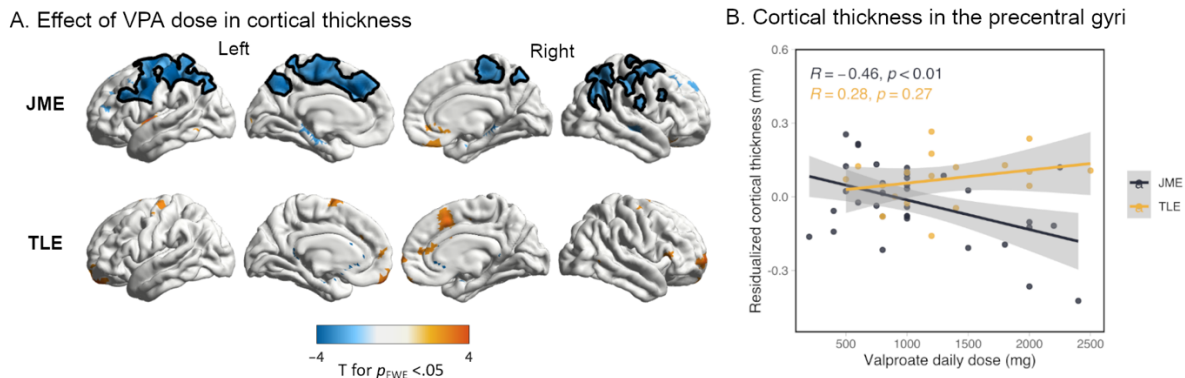 A. Effect of VPA dose in cortical thickness
Left
Right
JME
TLE
−4
4
T for pFWE <.05
B. Cortical thickness in the precentral gyri
Residualized cortical thickness (mm)
0.6
0.3
0.0
-0.3
R = −0.46, p < 0.01
R = 0.28, p = 0.27
500
1000
1500
2000
2500
Valproate daily dose (mg)
a JME
a TLE